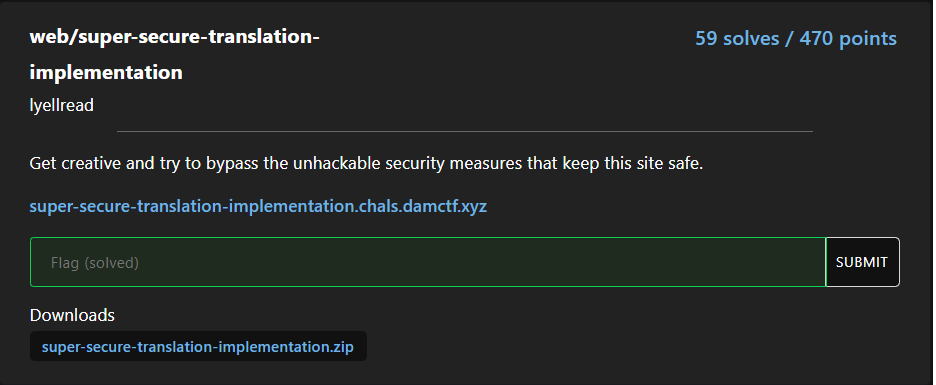 web/super-secure-translation-
implementation
59 solves / 470 points
lyellread
Get creative and try to bypass the unhackable security measures that keep this site safe.
super-secure-translation-implementation.chals.damctf.xyz
Flag (solved)
SUBMIT
Downloads
super-secure-translation-implementation.zip